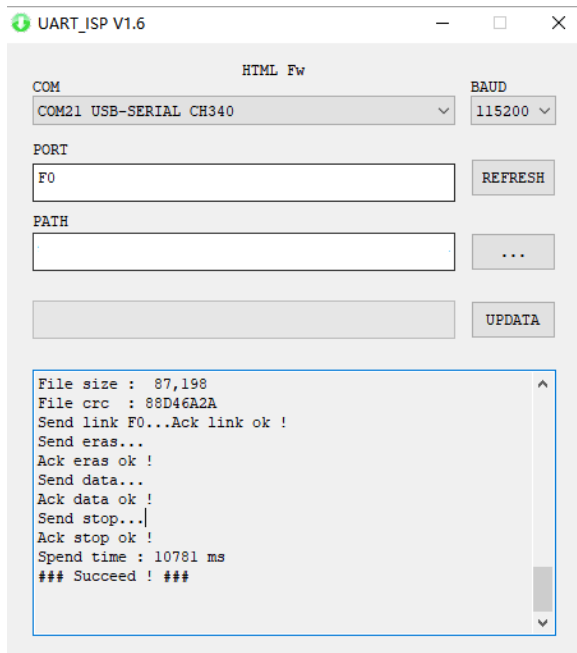 UART_ISP V1.6
HTML Fw
COM
BAUD
COM21 USB-SERIAL CH340
115200
PORT
F0
REFRESH
PATH
...
UPDATA
File size :  87,198
File crc  : 88D46A2A
Send link F0...Ack link ok !
Send eras...
Ack eras ok !
Send data...
Ack data ok !
Send stop...
Ack stop ok !
Spend time : 10781 ms
### Succeed ! ###